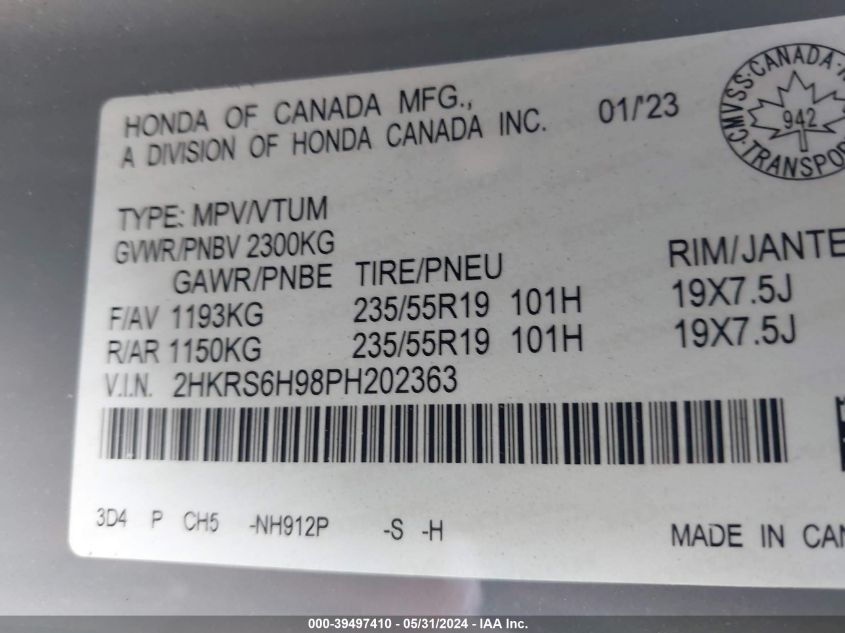 HONDA OF CANADA MFG., 01/'23
A DIVISION OF HONDA CANADA INC.
CMVSS CANADA
942
TRANSPORT
TYPE: MPV/VTUM
GVWR/PNBV 2300KG
GAWR/PNBE TIRE/PNEU RIM/JANTE
F/AV 1193KG 235/55R19 101H 19X7.5J
R/AR 1150KG 235/55R19 101H 19X7.5J
V.I.N. 2HKRS6H98PH202363
3D4 P CH5 -NH912P -S -H MADE IN CAN
000-39497410 / 05/31/2024 - IAA Inc.